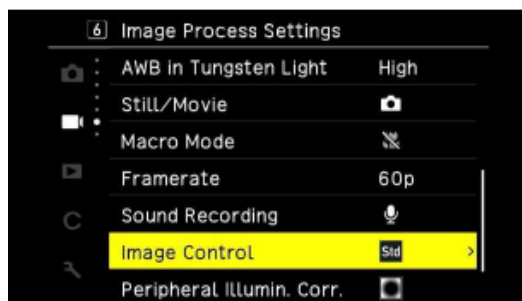 6 Image Process Settings
AWB in Tungsten Light High
Still/Movie
Macro Mode
Framerate 60p
Sound Recording
C
Image Control Std >
Peripheral Illumin. Corr.